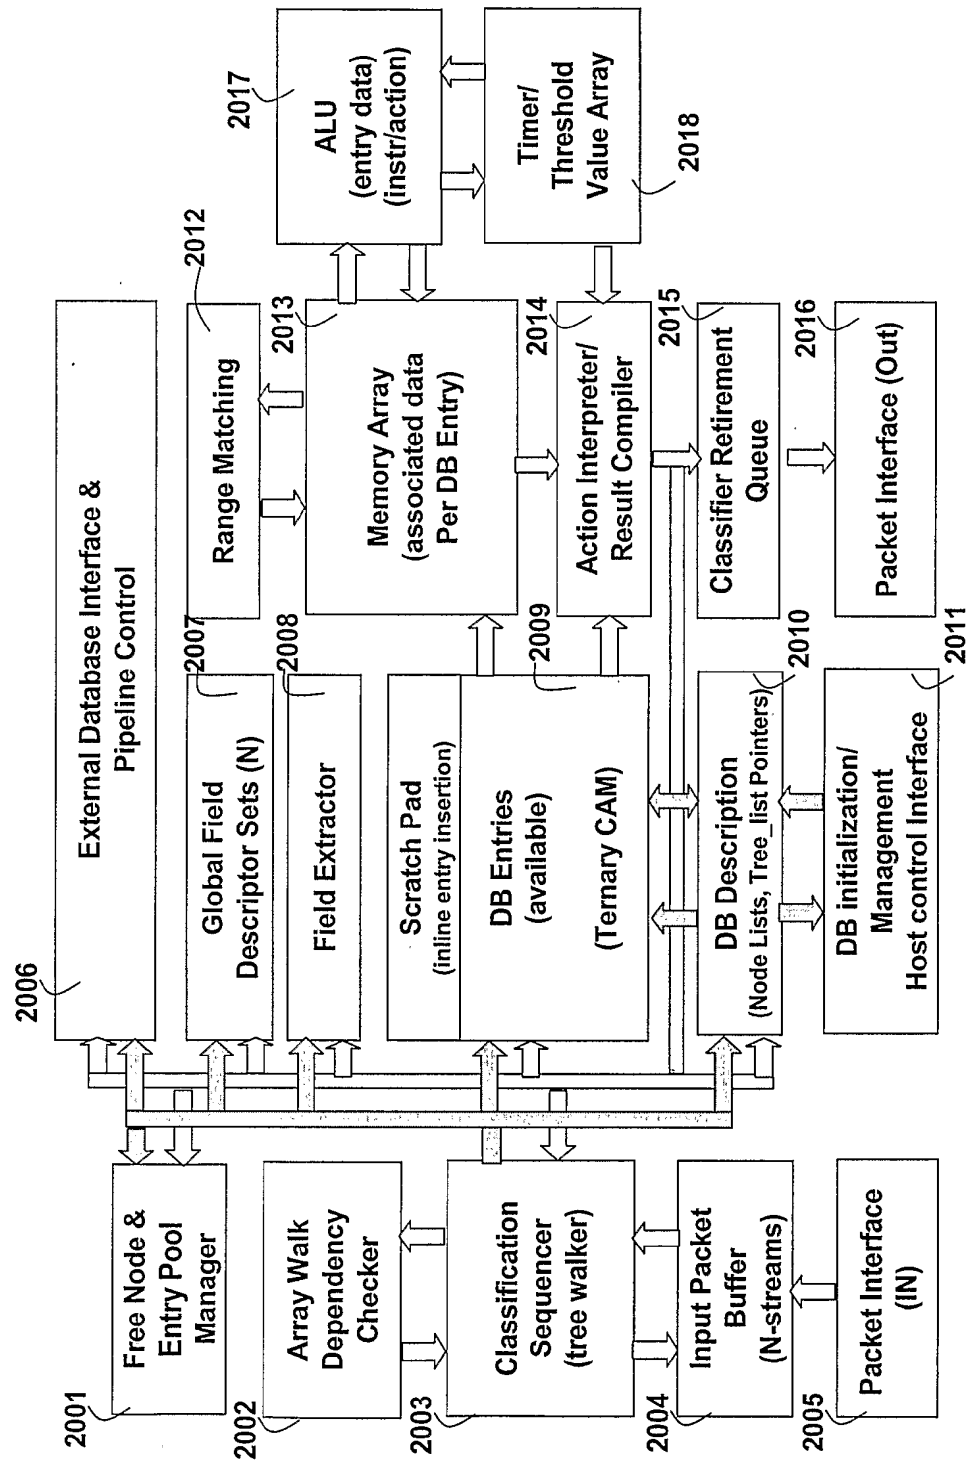 2001
Free Node &
Entry Pool
Manager
2002
Array Walk
Dependency
Checker
2003
Classification
Sequencer
(tree walker)
2004
Input Packet
Buffer
(N-streams)
2005
Packet Interface
(IN)
2006
External Database Interface &
Pipeline Control
2007
Global Field
Descriptor Sets (N)
2008
Field Extractor
Scratch Pad
(inline entry insertion)
2009
DB Entries
(available)
(Ternary CAM)
2010
DB Description
(Node Lists, Tree_list Pointers)
2011
DB initialization/
Management
Host control Interface
2012
Range Matching
2013
Memory Array
(associated data
Per DB Entry)
2014
Action Interpreter/
Result Compiler
2015
Classifier Retirement
Queue
2016
Packet Interface (Out)
2017
ALU
(entry data)
(instr/action)
2018
Timer/
Threshold
Value Array